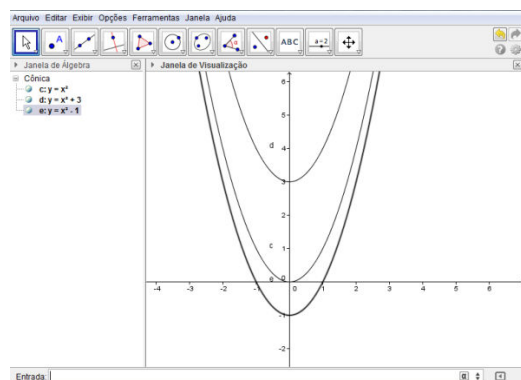 Arquivo Editar Exibir Opções Ferramentas Janela Ajuda
A
ABC
a=2
Janela de Álgebra
Janela de Visualização
Cônica
c: y = x²
d: y = x² + 3
e: y = x² - 1
6
5
d
4
3
2
c
1
e
0
-4 -3 -2 -1 0 1 2 3 4 5 6
-1
-2
Entrada:
α